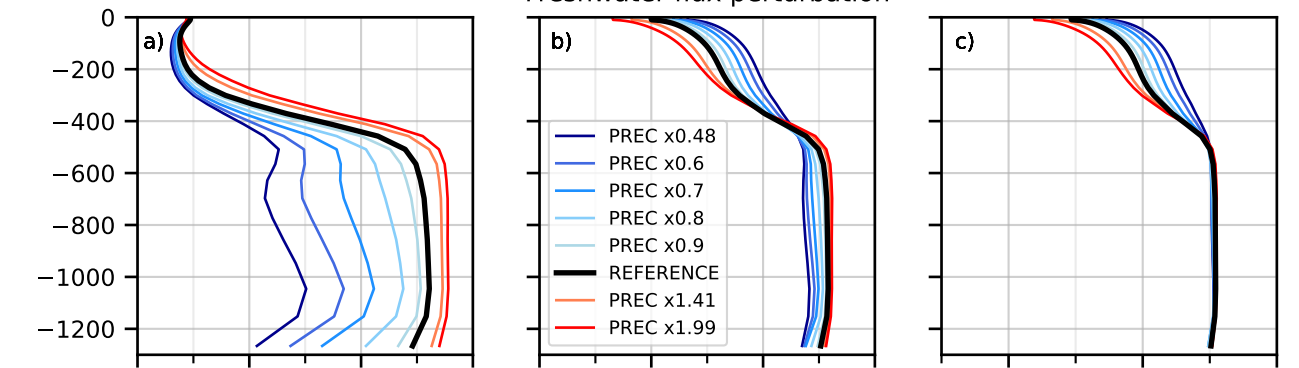 Freshwater flux perturbation
0
−200
−400
−600
−800
−1000
−1200
a)
b)
c)
PREC x0.48
PREC x0.6
PREC x0.7
PREC x0.8
PREC x0.9
REFERENCE
PREC x1.41
PREC x1.99